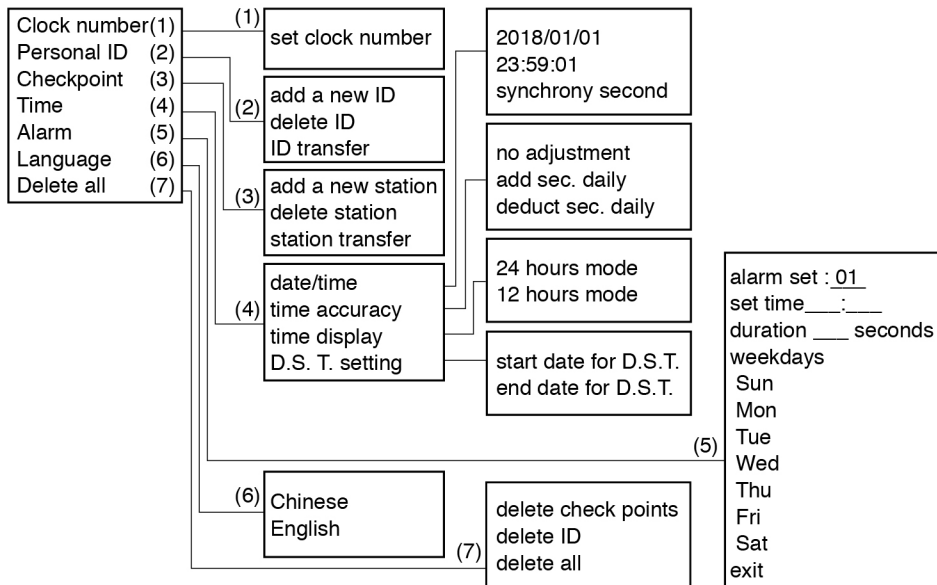 Clock number(1)
Personal ID (2)
Checkpoint (3)
Time (4)
Alarm (5)
Language (6)
Delete all (7)
(1)
set clock number
(2)
add a new ID
delete ID
ID transfer
(3)
add a new station
delete station
station transfer
(4)
date/time
time accuracy
time display
D.S. T. setting
2018/01/01
23:59:01
synchrony second
no adjustment
add sec. daily
deduct sec. daily
24 hours mode
12 hours mode
start date for D.S.T.
end date for D.S.T.
(5)
alarm set : 01
set time___:___
duration ___ seconds
weekdays
Sun
Mon
Tue
Wed
Thu
Fri
Sat
exit
(6)
Chinese
English
(7)
delete check points
delete ID
delete all